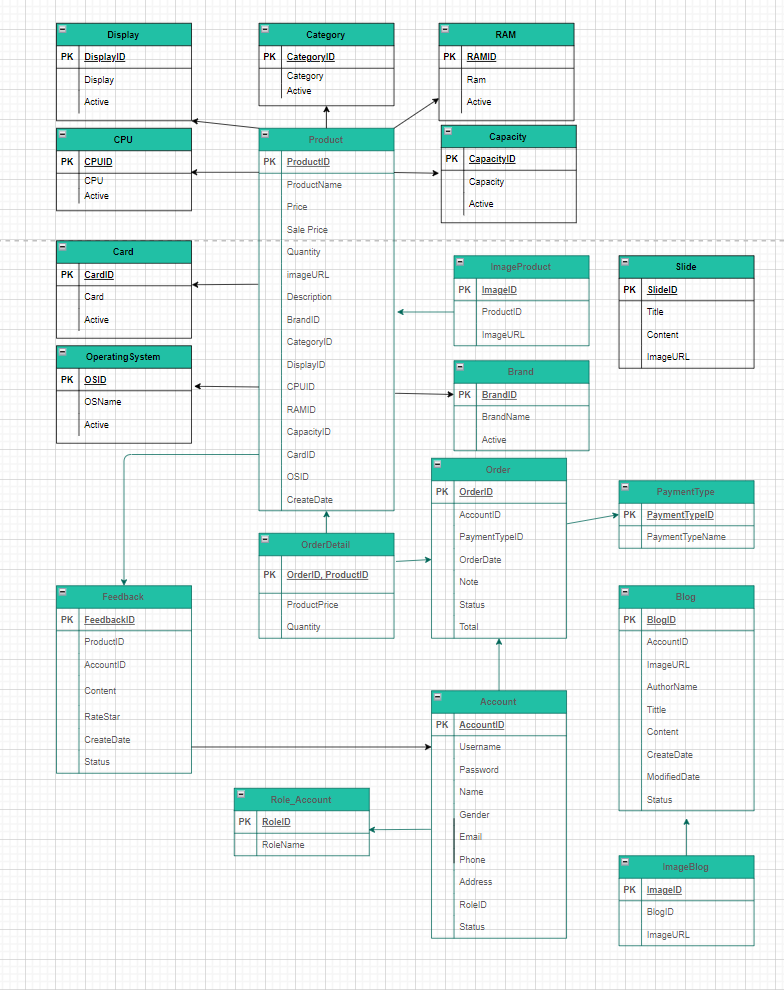 Display
PK DisplayID
Display
Active
Category
PK CategoryID
Category
Active
RAM
PK RAMID
Ram
Active
CPU
PK CPUID
CPU
Active
Product
PK ProductID
ProductName
Price
Sale Price
Quantity
imageURL
Description
BrandID
CategoryID
DisplayID
CPUID
RAMID
CapacityID
CardID
OSID
CreateDate
Capacity
PK CapacityID
Capacity
Active
Card
PK CardID
Card
Active
ImageProduct
PK ImageID
ProductID
ImageURL
Slide
PK SlideID
Title
Content
ImageURL
OperatingSystem
PK OSID
OSName
Active
Brand
PK BrandID
BrandName
Active
Order
PK OrderID
AccountID
PaymentTypeID
OrderDate
Note
Status
Total
PaymentType
PK PaymentTypeID
PaymentTypeName
OrderDetail
PK OrderID, ProductID
ProductPrice
Quantity
Feedback
PK FeedbackID
ProductID
AccountID
Content
RateStar
CreateDate
Status
Blog
PK BlogID
AccountID
ImageURL
AuthorName
Tittle
Content
CreateDate
ModifiedDate
Status
Account
PK AccountID
Username
Password
Name
Gender
Email
Phone
Address
RoleID
Status
Role_Account
PK RoleID
RoleName
ImageBlog
PK ImageID
BlogID
ImageURL